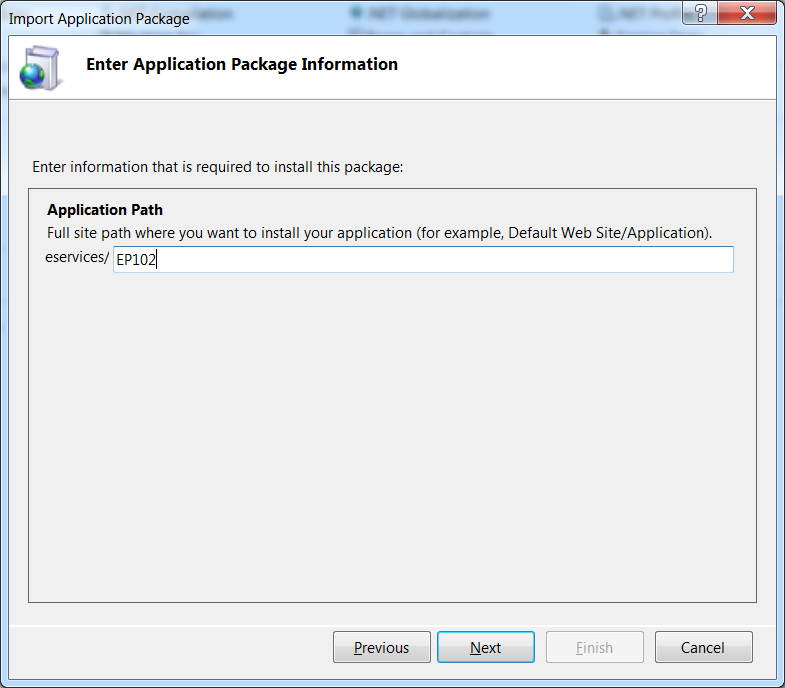 Import Application Package
Enter Application Package Information
Enter information that is required to install this package:
Application Path
Full site path where you want to install your application (for example, Default Web Site/Application).
eservices/ EP102
Previous Next Finish Cancel